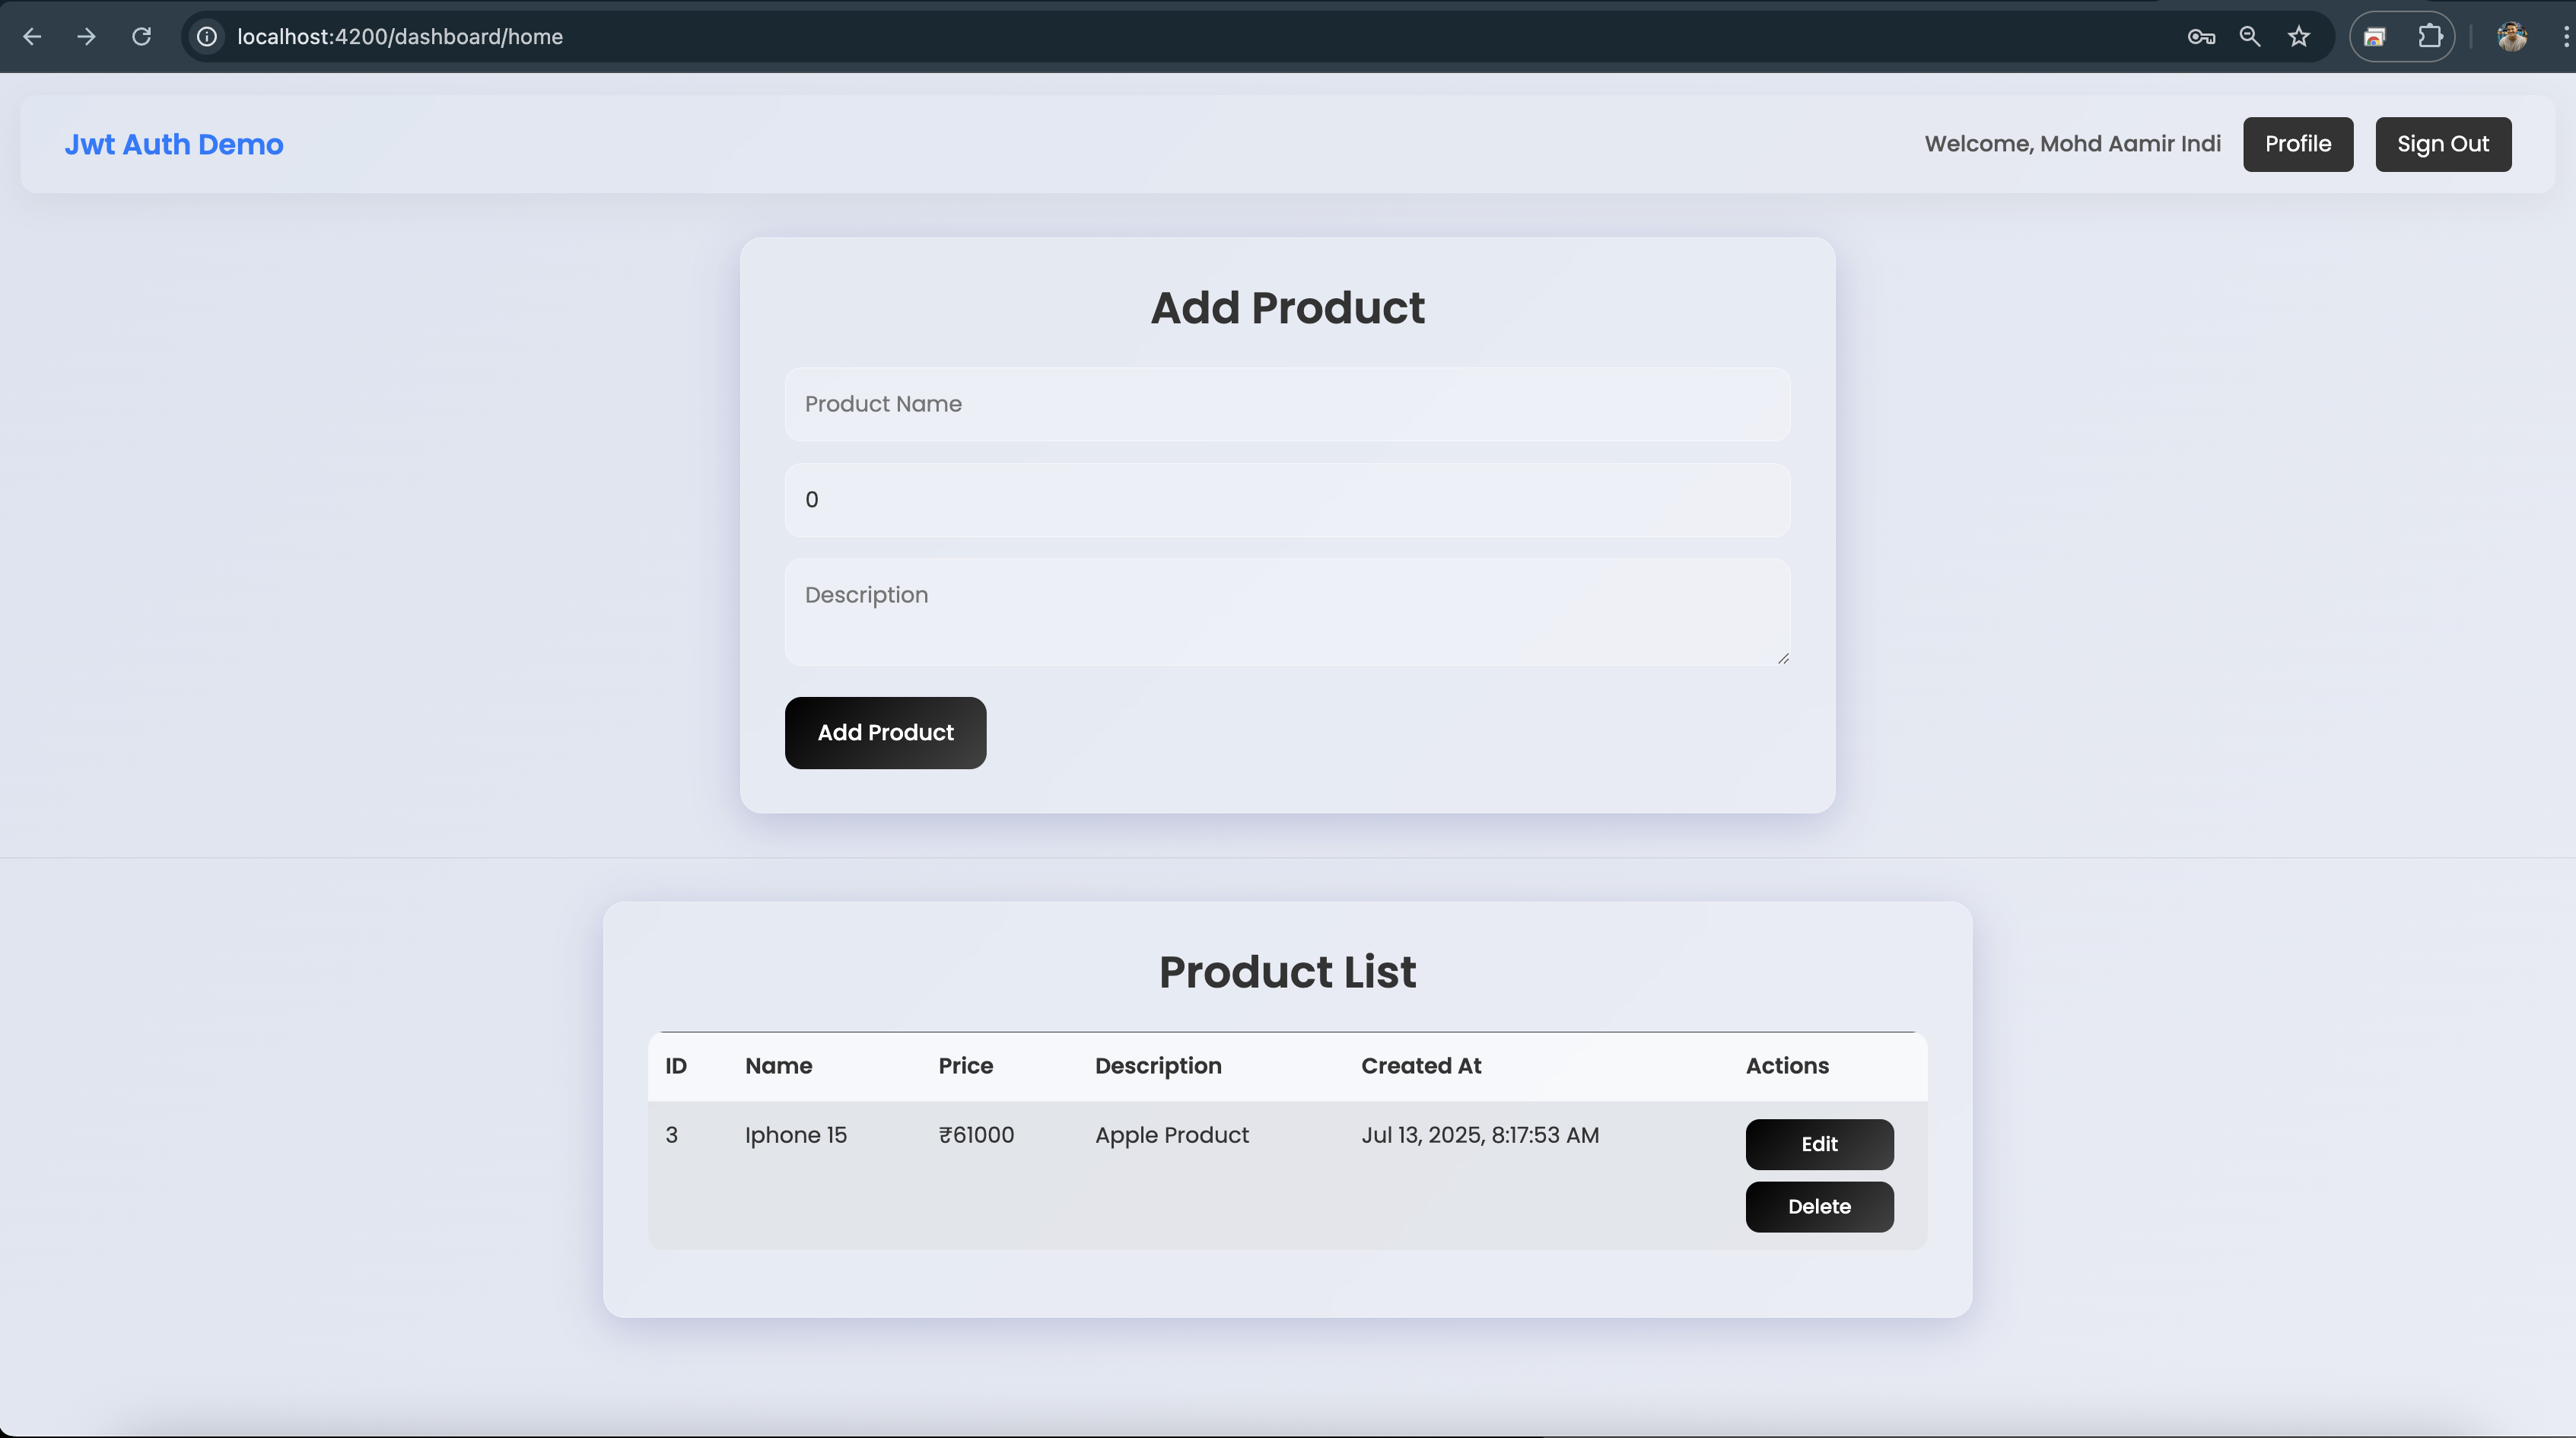 localhost:4200/dashboard/home
Jwt Auth Demo
Welcome, Mohd Aamir Indi
Profile
Sign Out
Add Product
Product Name
0
Description
Add Product
Product List
ID Name Price Description Created At Actions
3 Iphone 15 ₹61000 Apple Product Jul 13, 2025, 8:17:53 AM Edit
Delete